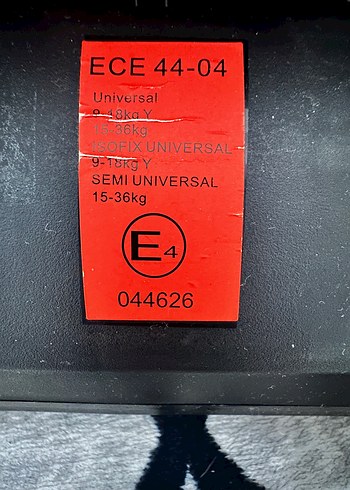 ECE 44-04
Universal
9-18kg Y
15-36kg
ISOFIX UNIVERSAL
9-18kg Y
SEMI UNIVERSAL
15-36kg
E4
044626